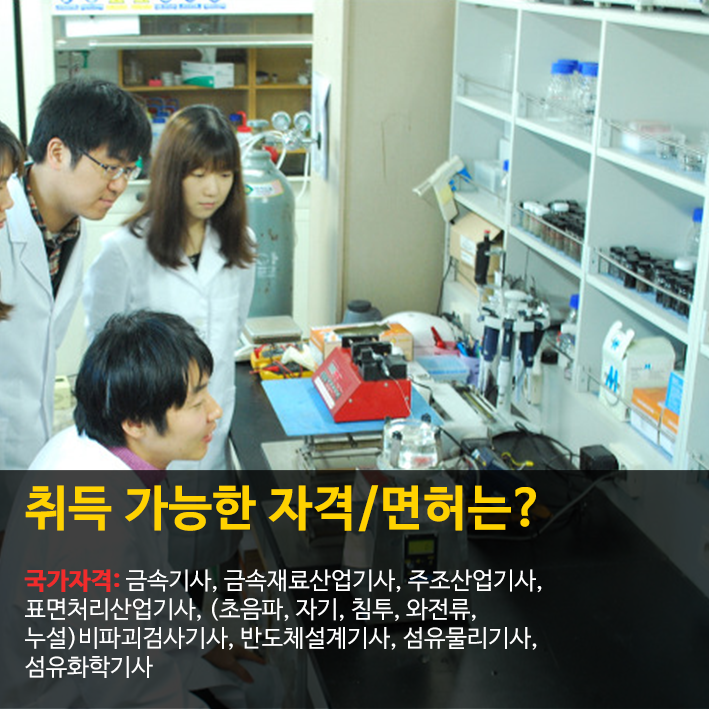 취득 가능한 자격/면허는?
국가자격: 금속기사, 금속재료산업기사, 주조산업기사,
표면처리산업기사, (초음파, 자기, 침투, 와전류,
누설)비파괴검사기사, 반도체설계기사, 섬유물리기사,
섬유화학기사